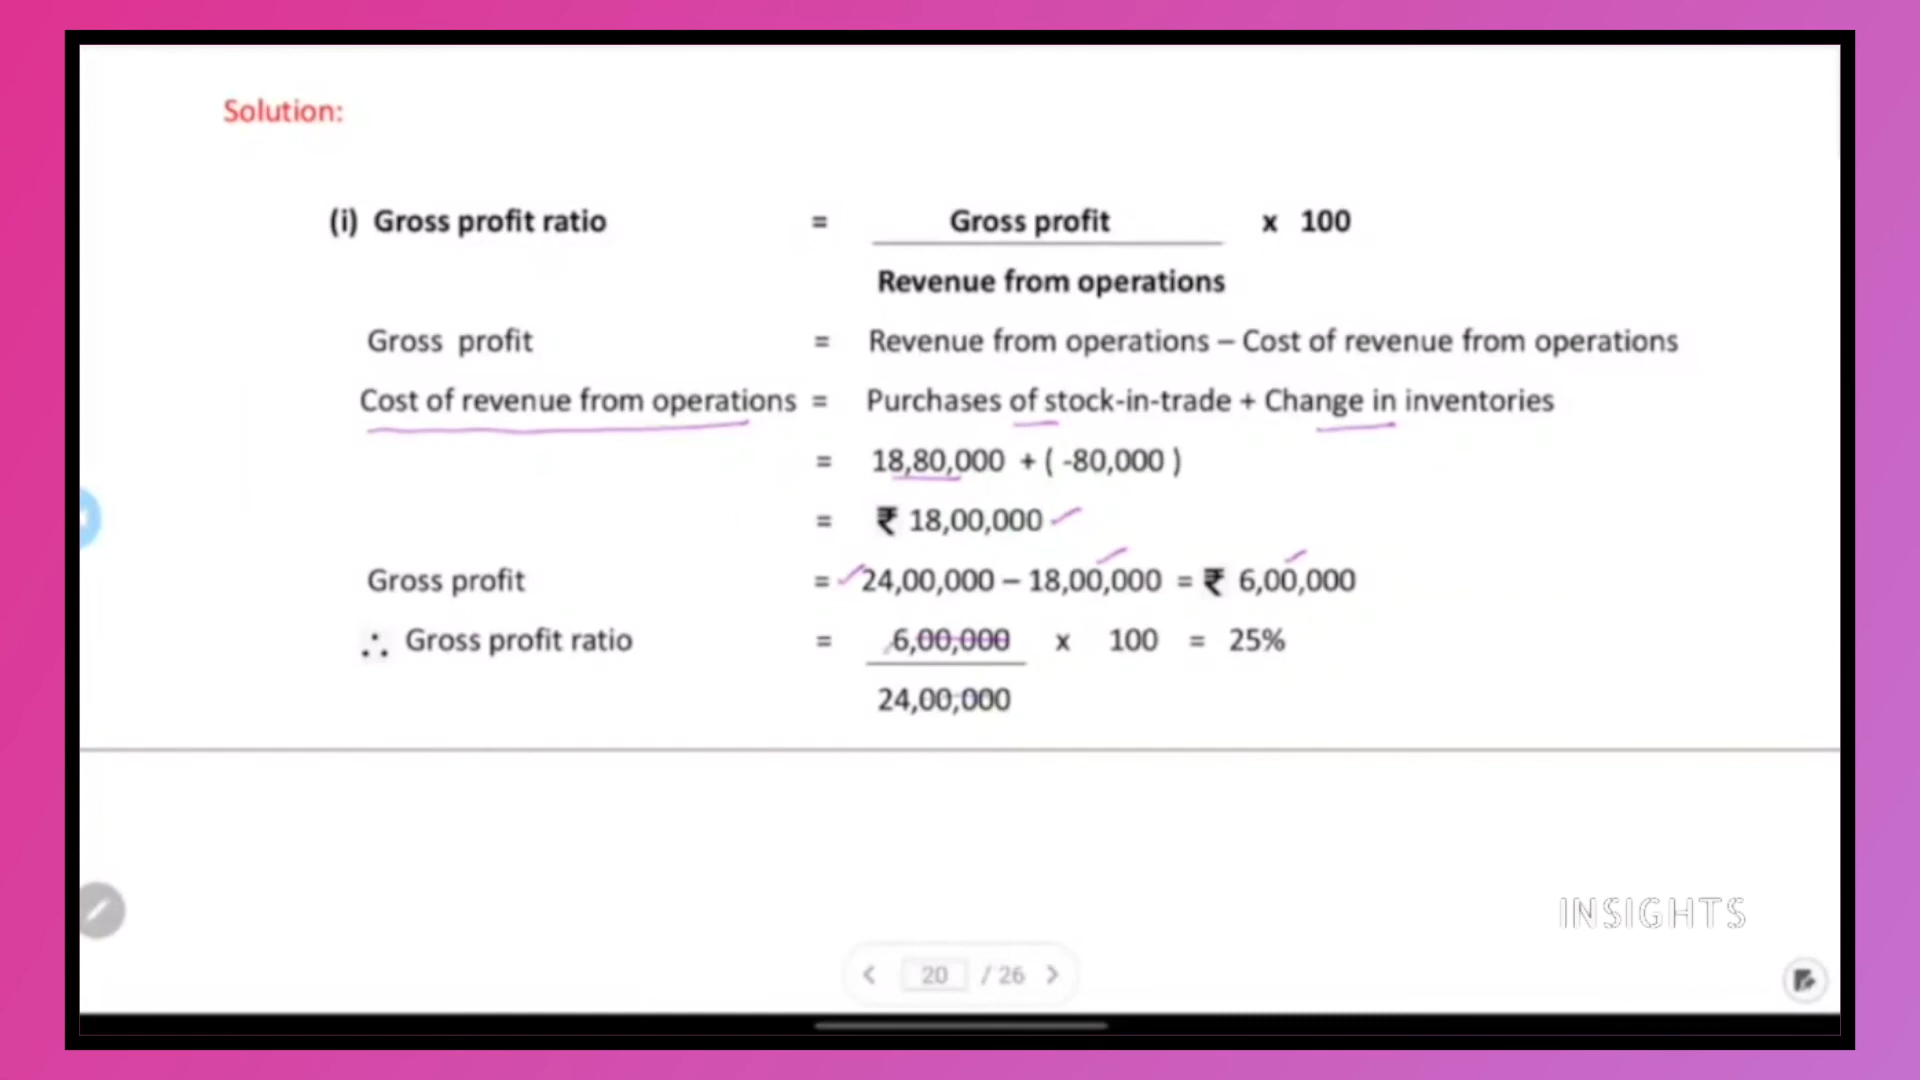 Solution:
(i) Gross profit ratio = Gross profit x 100
Revenue from operations
Gross profit = Revenue from operations – Cost of revenue from operations
Cost of revenue from operations = Purchases of stock-in-trade + Change in inventories
= 18,80,000 + ( -80,000 )
= ₹ 18,00,000
Gross profit = 24,00,000 – 18,00,000 = ₹ 6,00,000
∴ Gross profit ratio = 6,00,000 x 100 = 25%
24,00,000
INSIGHTS
20 / 26